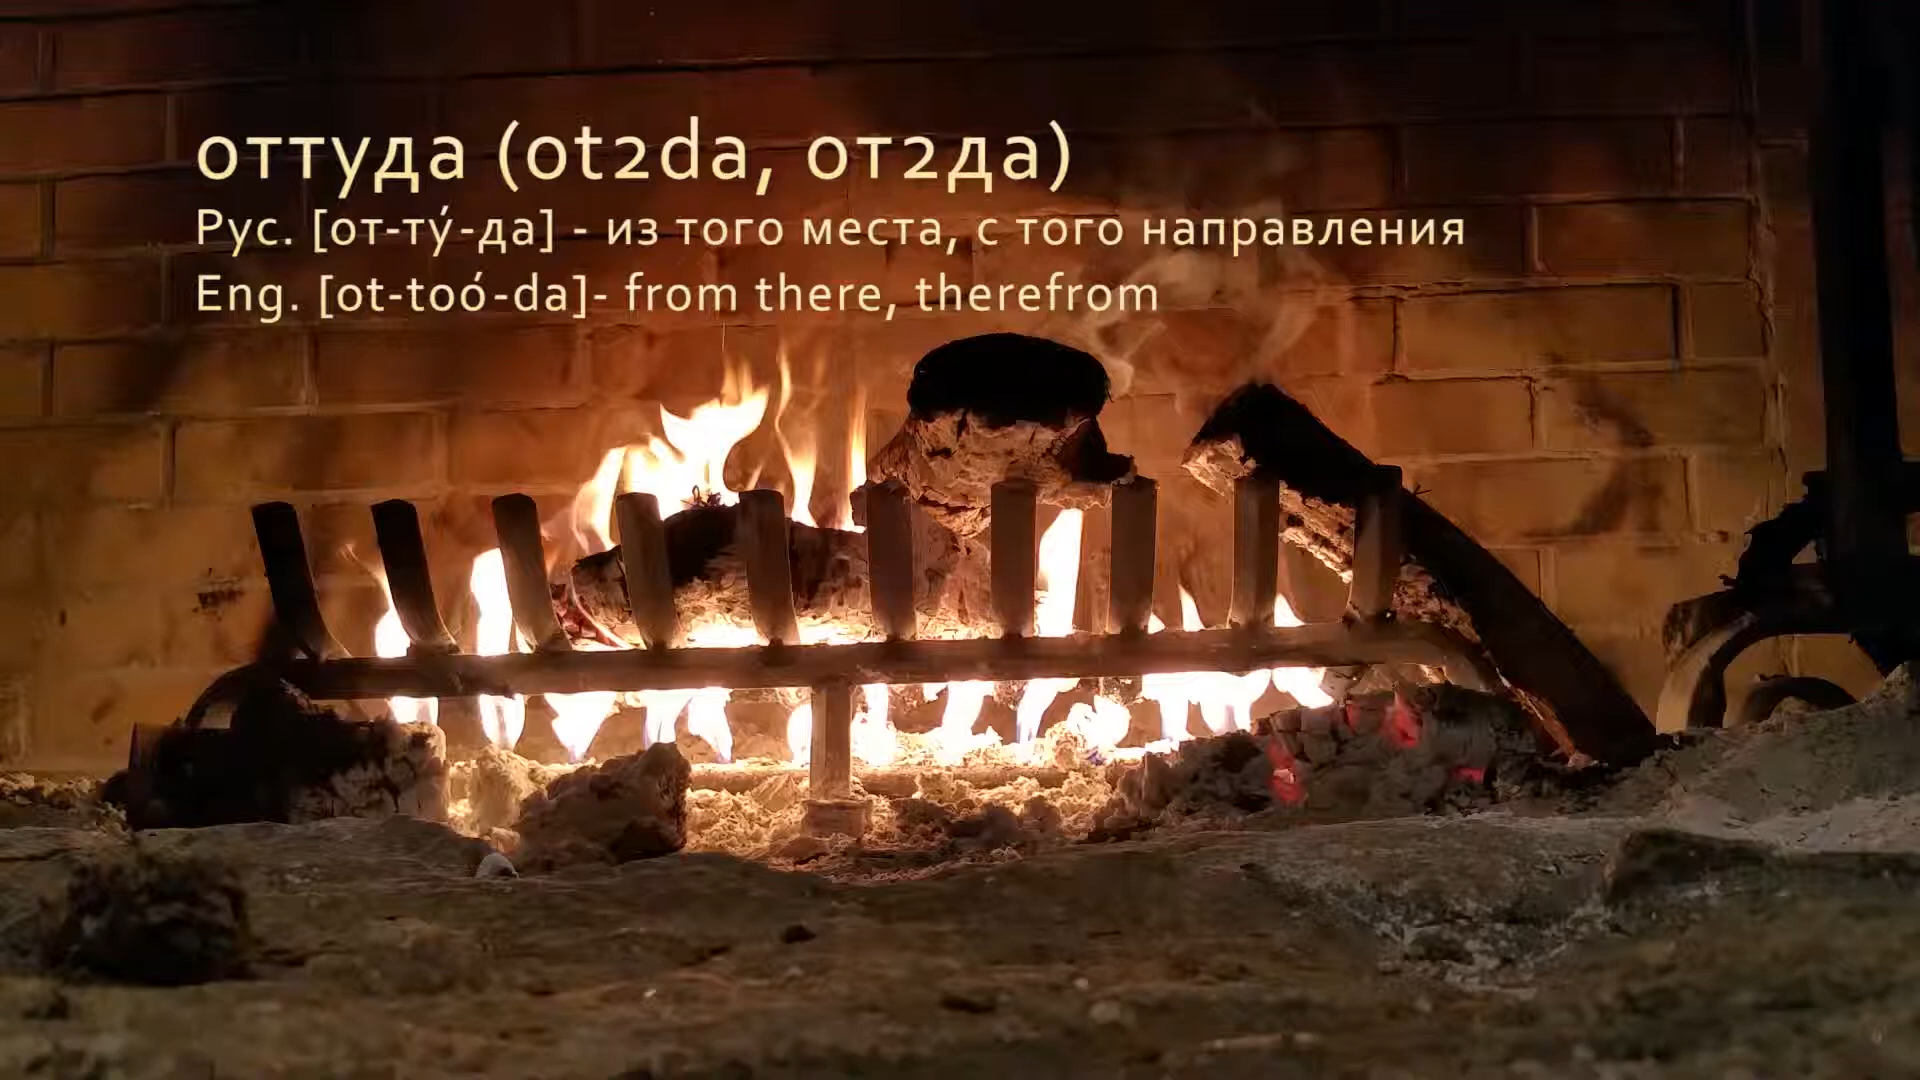 оттуда (ot2da, от2да)
Рус. [от-ту́-да] - из того места, с того направления
Eng. [ot-toó-da]- from there, therefrom